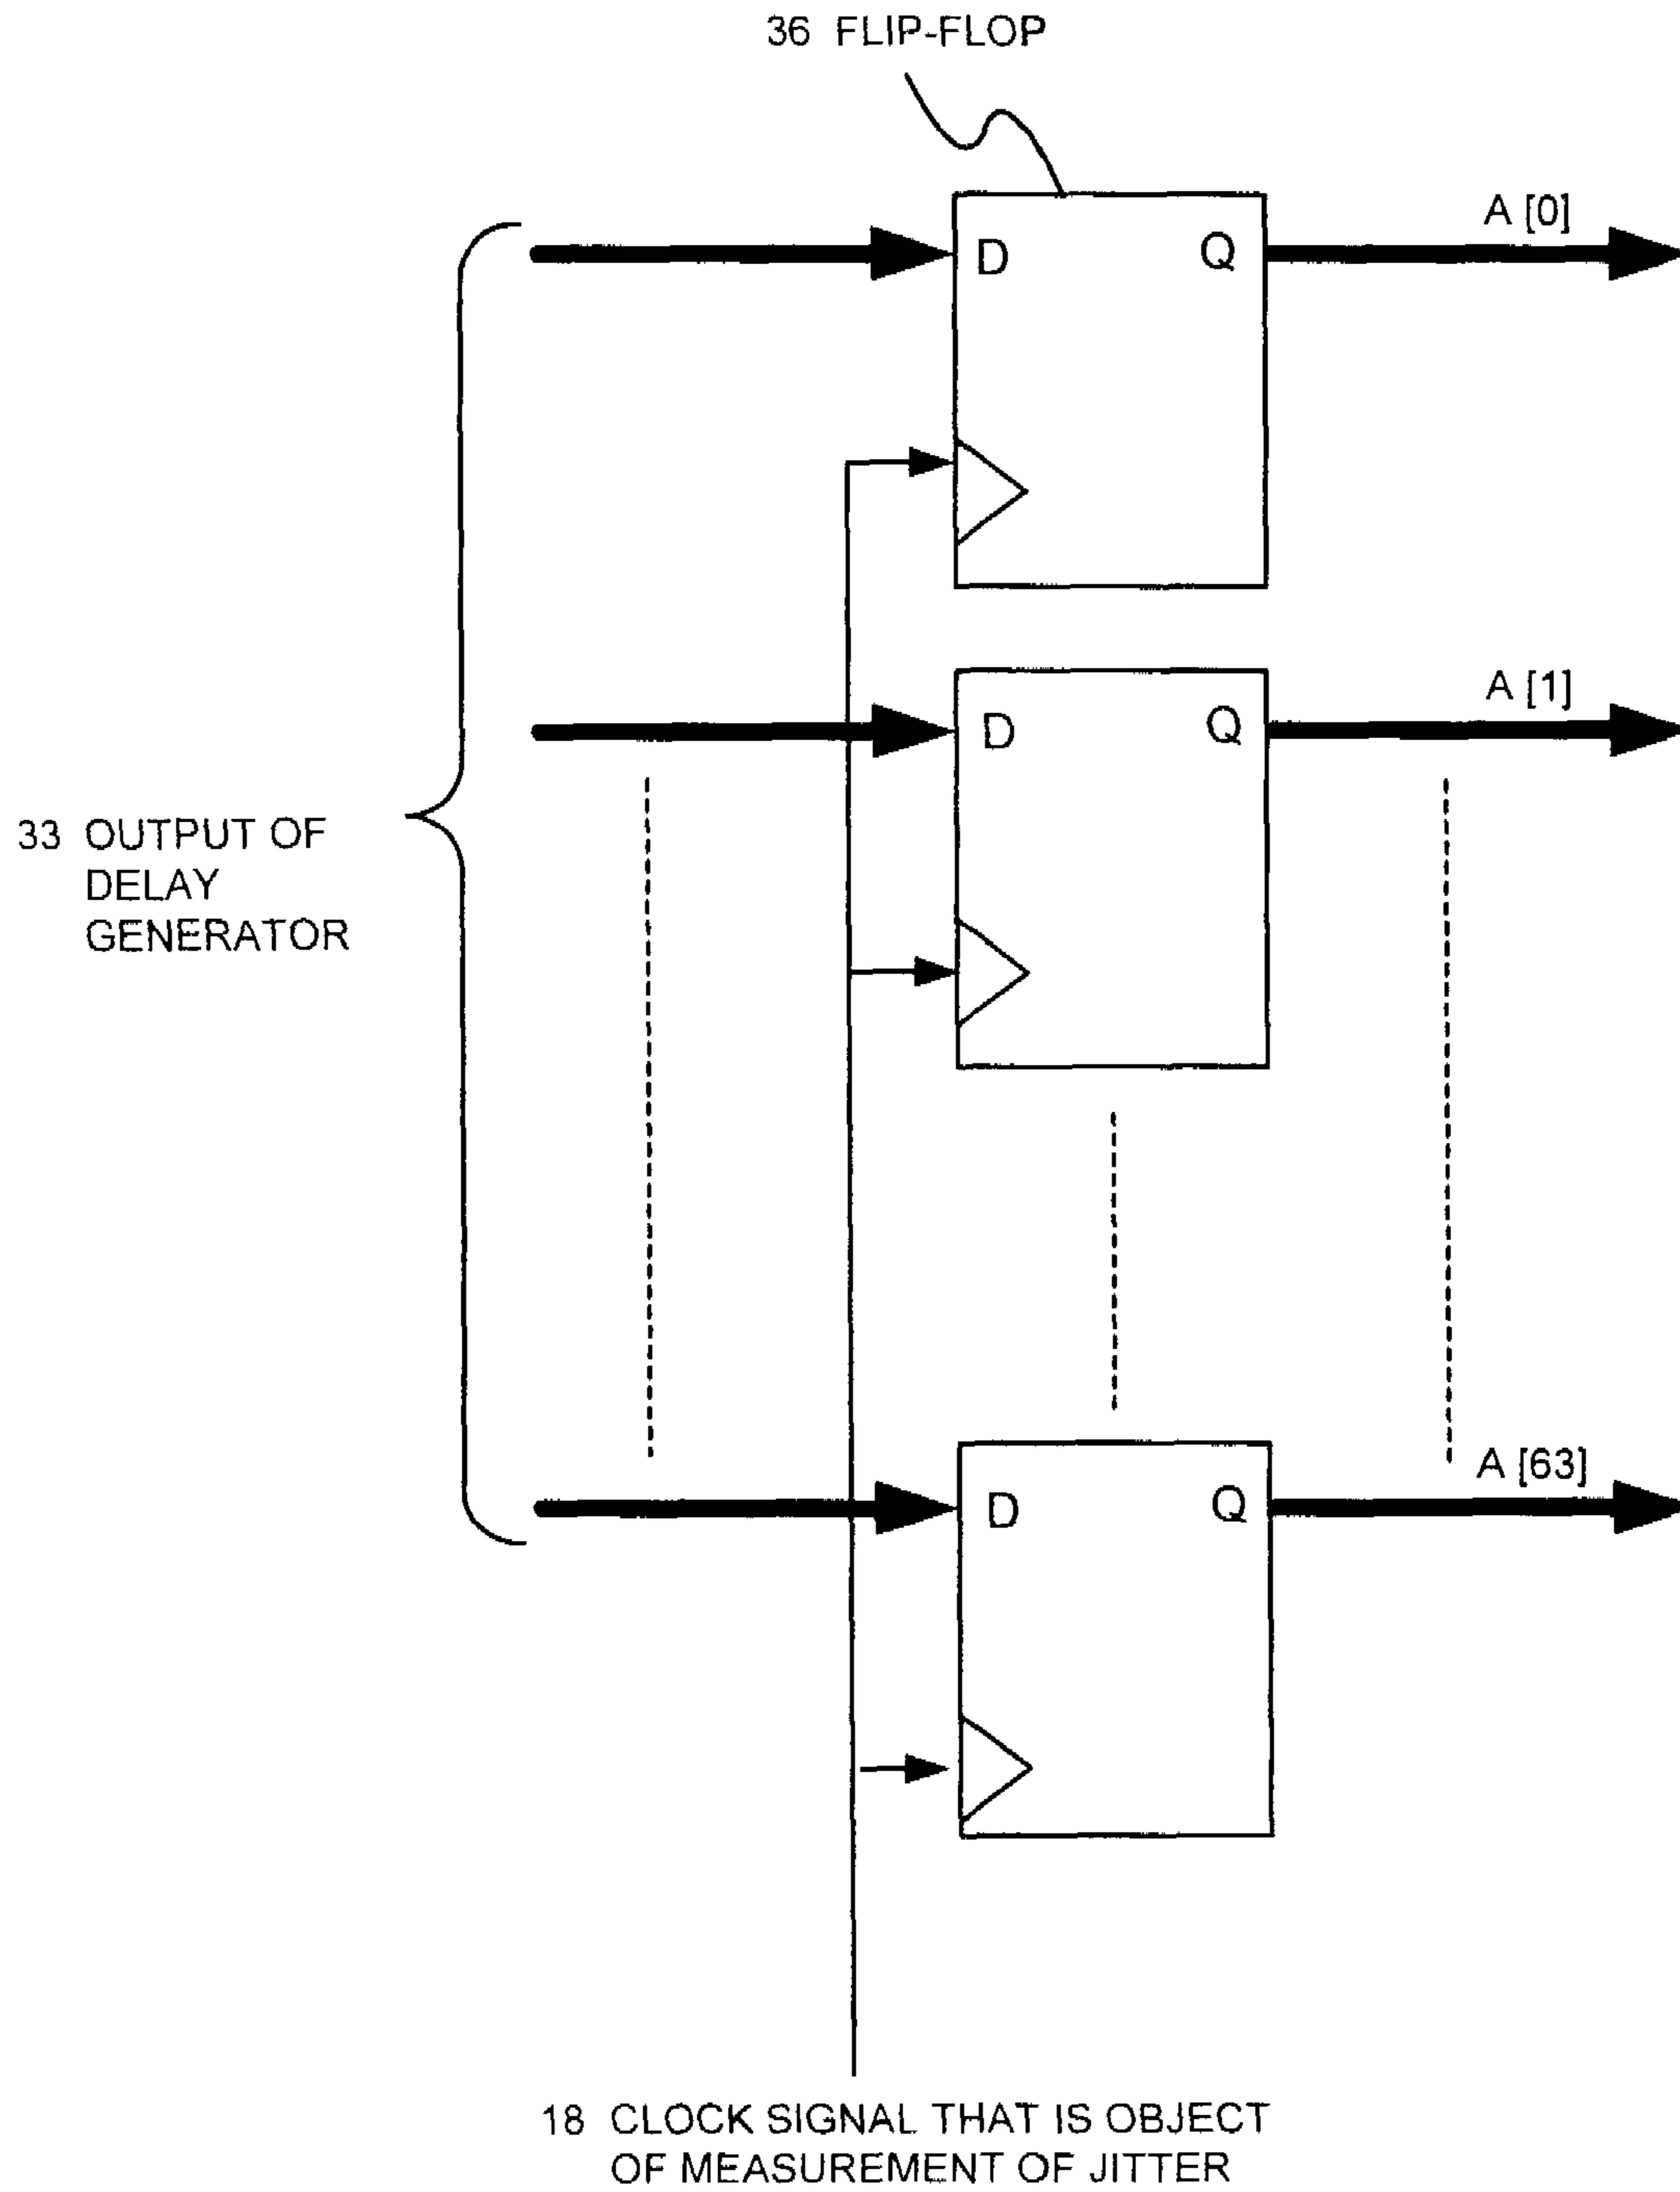 36 FLIP-FLOP
A [0]
D Q
A [1]
D Q
33 OUTPUT OF
DELAY
GENERATOR
A [63]
D Q
18 CLOCK SIGNAL THAT IS OBJECT
OF MEASUREMENT OF JITTER